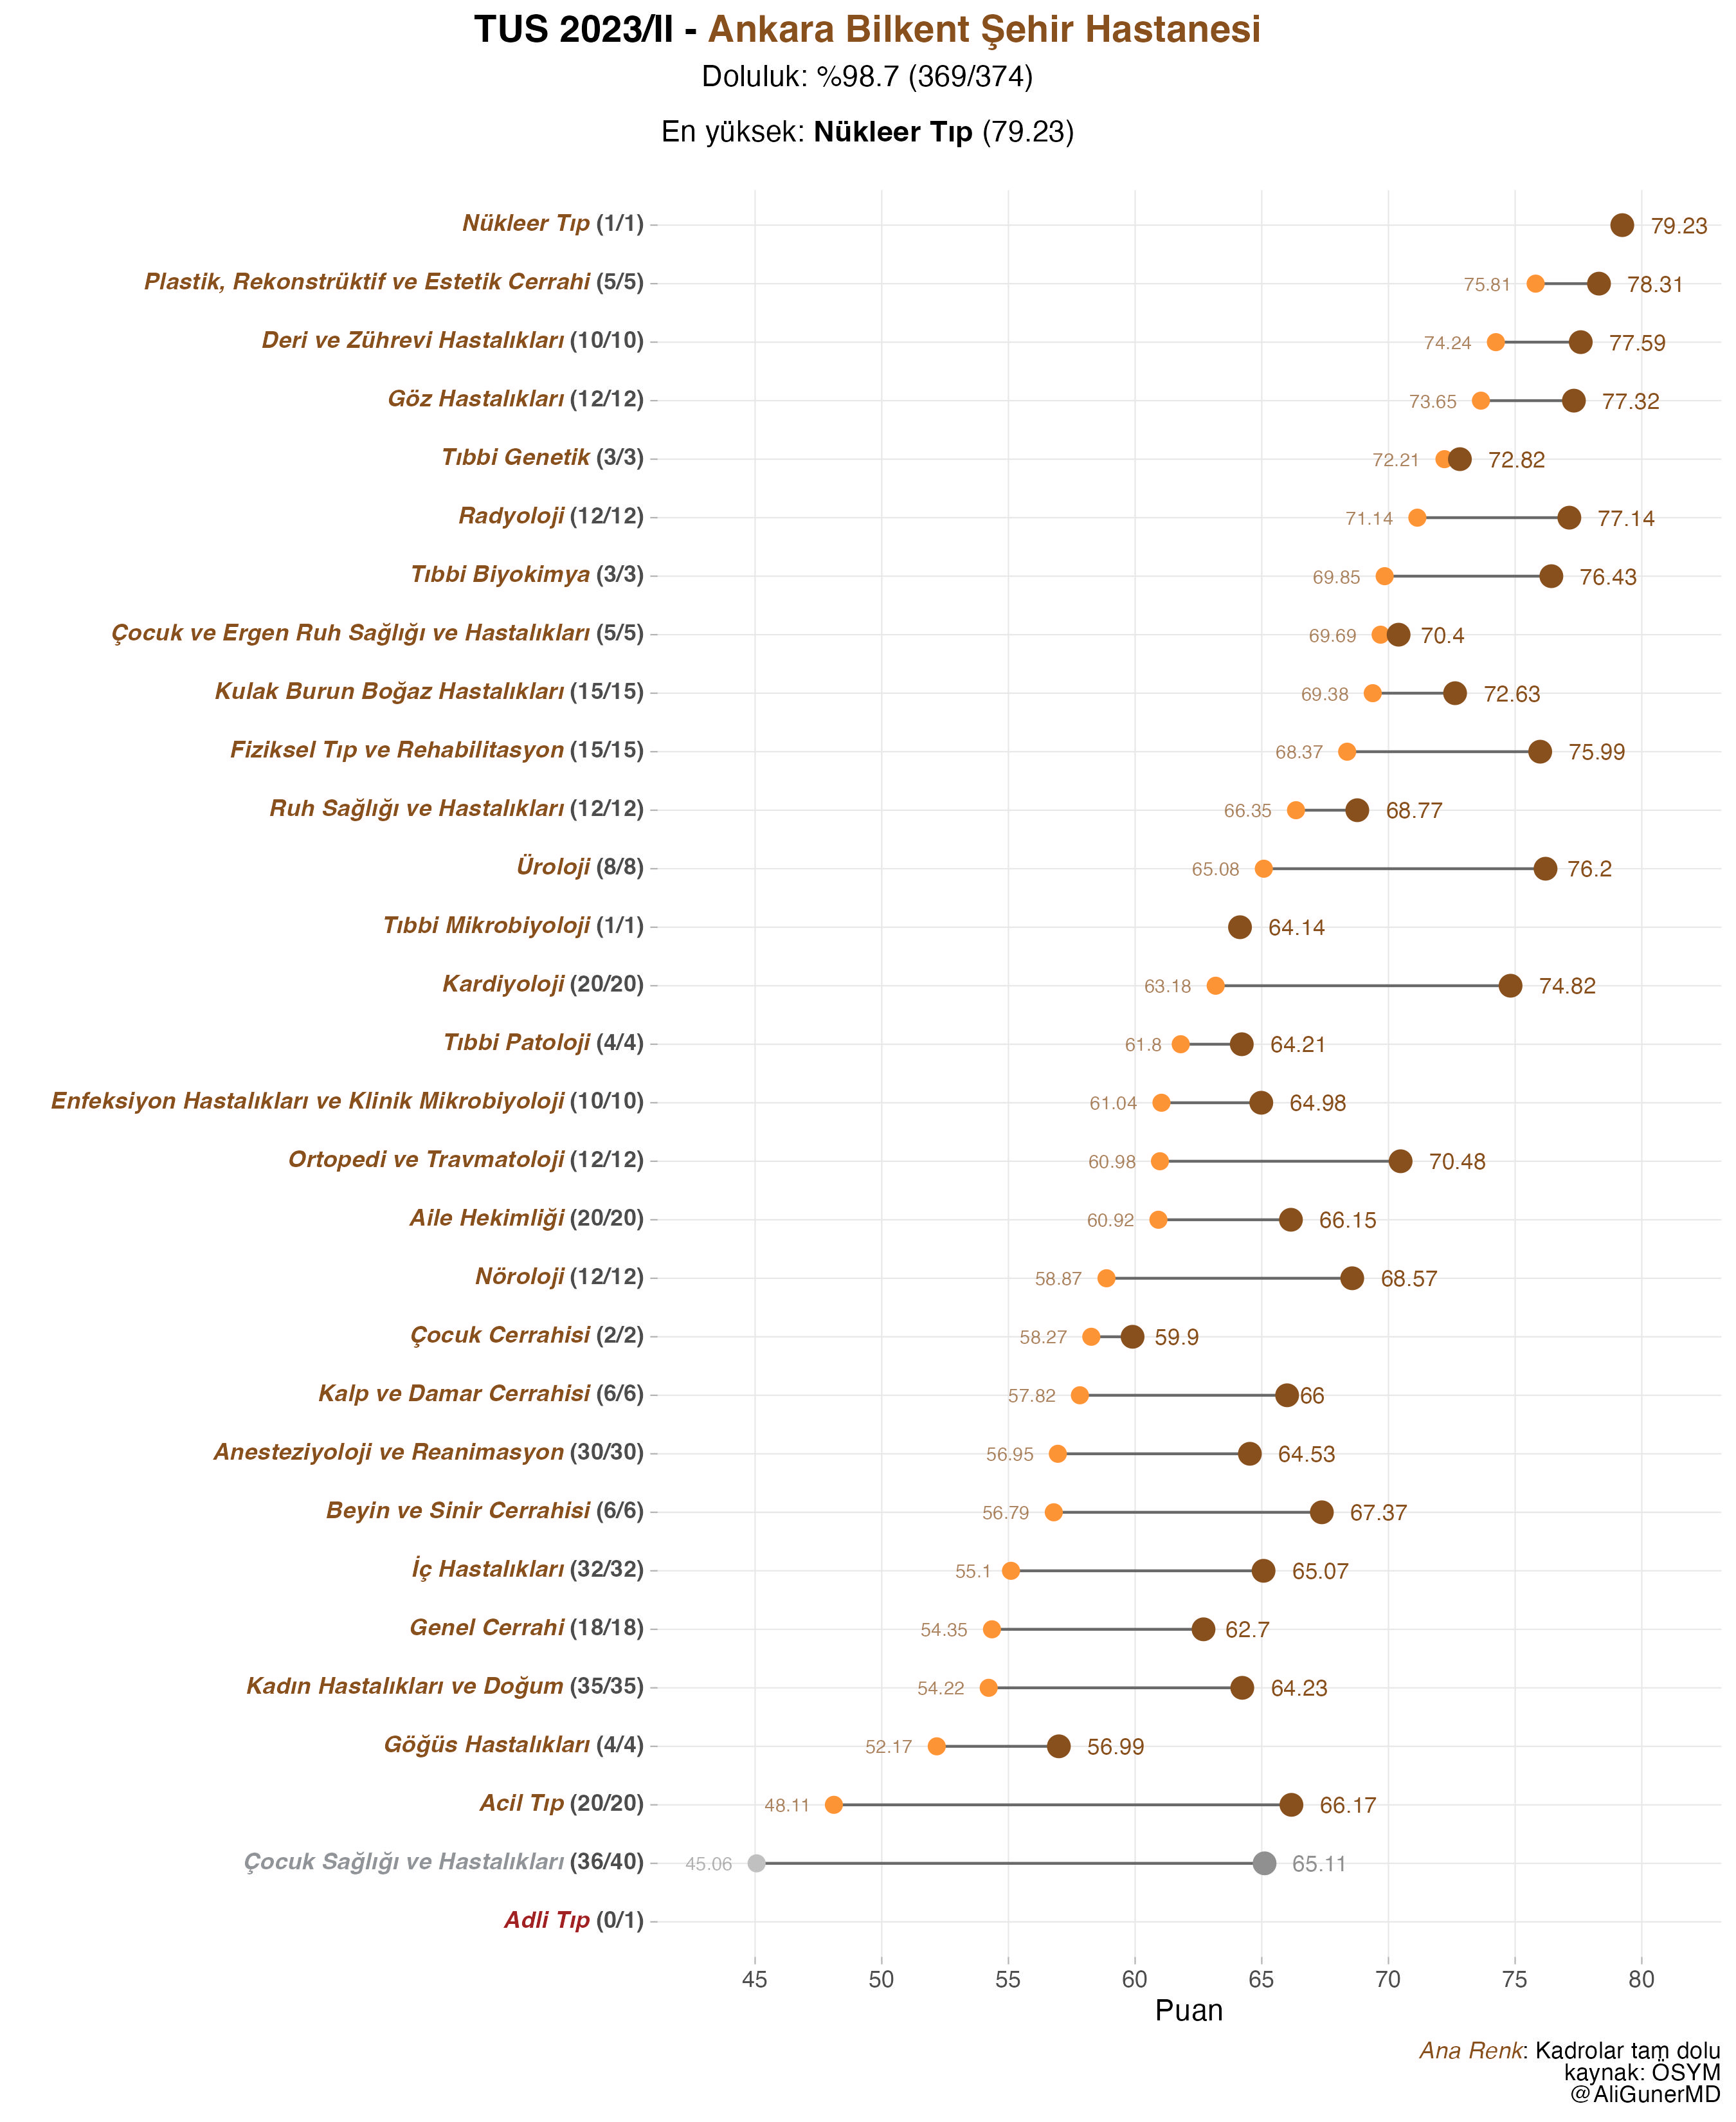 TUS 2023/II - Ankara Bilkent Şehir Hastanesi
Doluluk: %98.7 (369/374)
En yüksek: Nükleer Tıp (79.23)
Nükleer Tıp (1/1) 79.23
Plastik, Rekonstrüktif ve Estetik Cerrahi (5/5) 75.81 78.31
Deri ve Zührevi Hastalıkları (10/10) 74.24 77.59
Göz Hastalıkları (12/12) 73.65 77.32
Tıbbi Genetik (3/3) 72.21 72.82
Radyoloji (12/12) 71.14 77.14
Tıbbi Biyokimya (3/3) 69.85 76.43
Çocuk ve Ergen Ruh Sağlığı ve Hastalıkları (5/5) 69.69 70.4
Kulak Burun Boğaz Hastalıkları (15/15) 69.38 72.63
Fiziksel Tıp ve Rehabilitasyon (15/15) 68.37 75.99
Ruh Sağlığı ve Hastalıkları (12/12) 66.35 68.77
Üroloji (8/8) 65.08 76.2
Tıbbi Mikrobiyoloji (1/1) 64.14
Kardiyoloji (20/20) 63.18 74.82
Tıbbi Patoloji (4/4) 61.8 64.21
Enfeksiyon Hastalıkları ve Klinik Mikrobiyoloji (10/10) 61.04 64.98
Ortopedi ve Travmatoloji (12/12) 60.98 70.48
Aile Hekimliği (20/20) 60.92 66.15
Nöroloji (12/12) 58.87 68.57
Çocuk Cerrahisi (2/2) 58.27 59.9
Kalp ve Damar Cerrahisi (6/6) 57.82 66
Anesteziyoloji ve Reanimasyon (30/30) 56.95 64.53
Beyin ve Sinir Cerrahisi (6/6) 56.79 67.37
İç Hastalıkları (32/32) 55.1 65.07
Genel Cerrahi (18/18) 54.35 62.7
Kadın Hastalıkları ve Doğum (35/35) 54.22 64.23
Göğüs Hastalıkları (4/4) 52.17 56.99
Acil Tıp (20/20) 48.11 66.17
Çocuk Sağlığı ve Hastalıkları (36/40) 45.06 65.11
Adli Tıp (0/1)
45 50 55 60 65 70 75 80
Puan
Ana Renk: Kadrolar tam dolu
kaynak: ÖSYM
@AliGunerMD